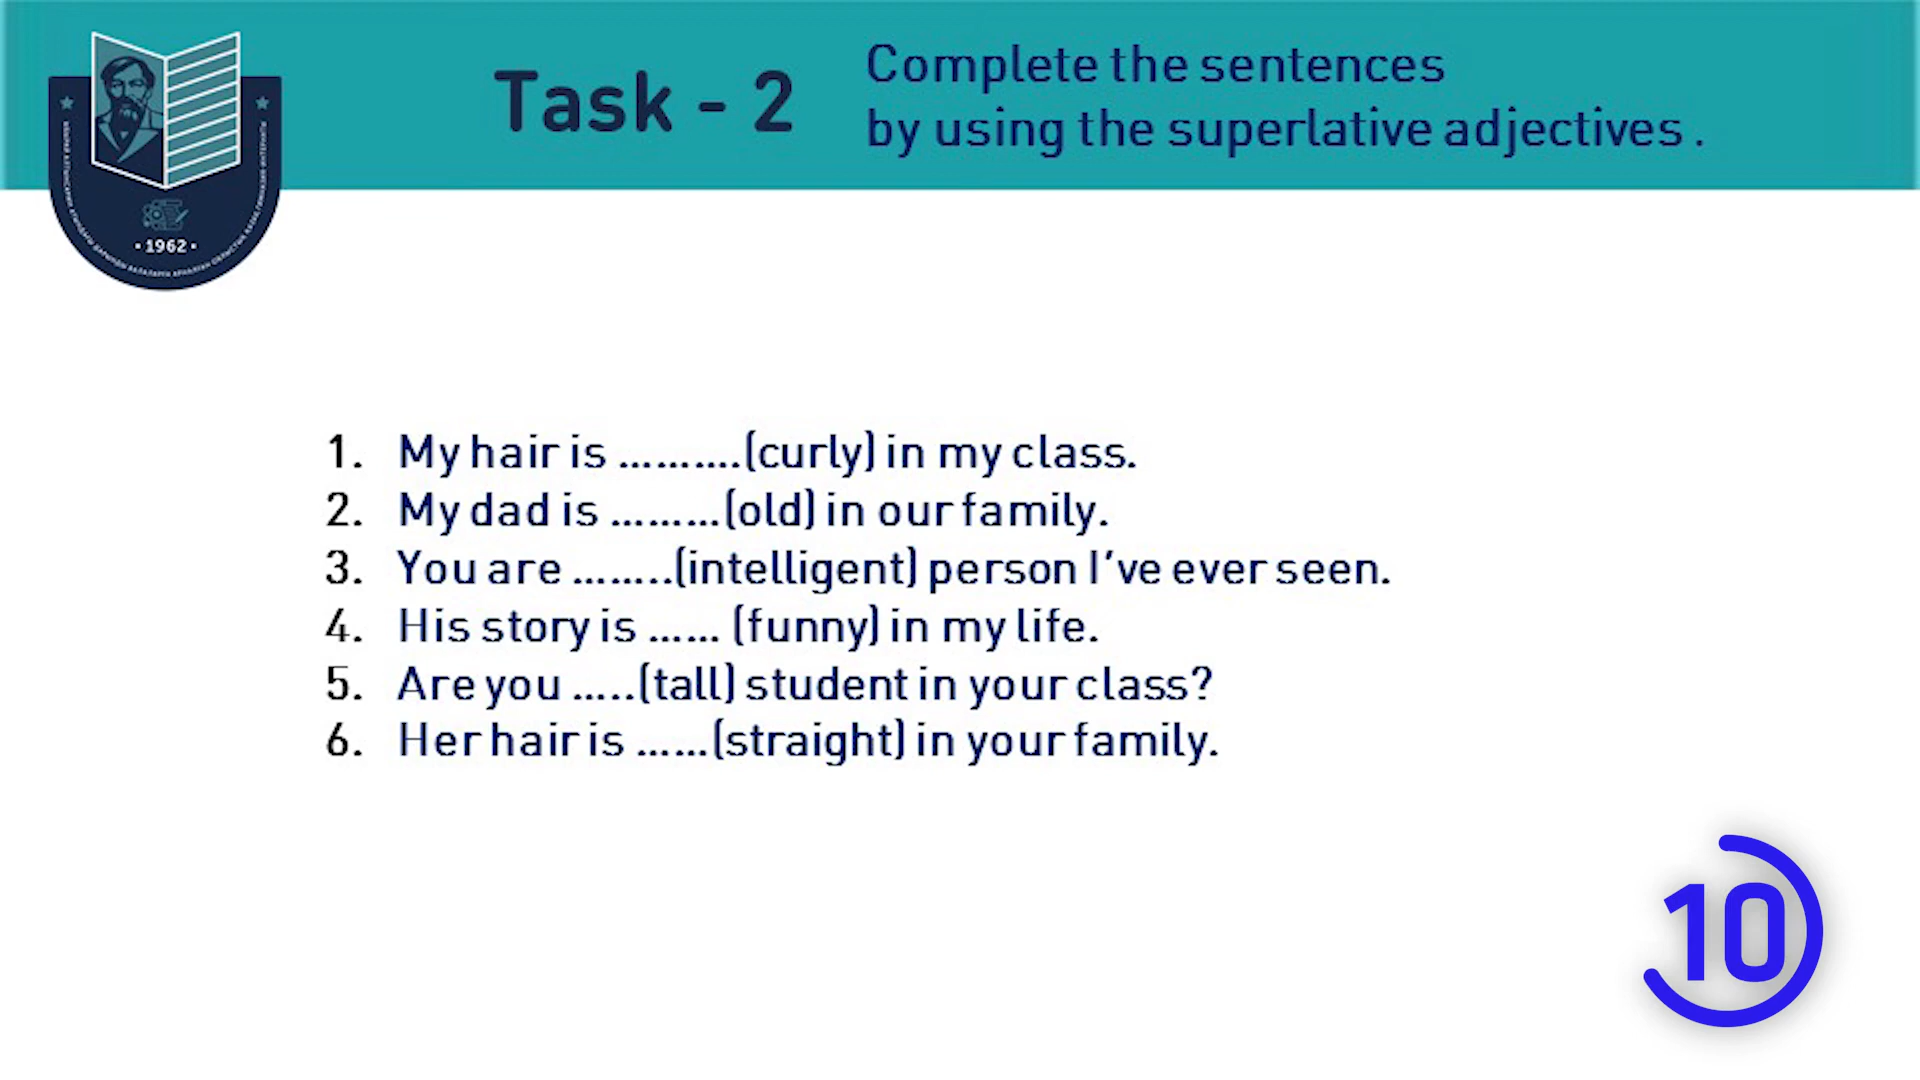 Task - 2
Complete the sentences
by using the superlative adjectives .
• 1962 •
1. My hair is ..........(curly) in my class.
2. My dad is .........(old) in our family.
3. You are ........(intelligent) person I've ever seen.
4. His story is ...... (funny) in my life.
5. Are you .....(tall) student in your class?
6. Her hair is ......(straight) in your family.
10